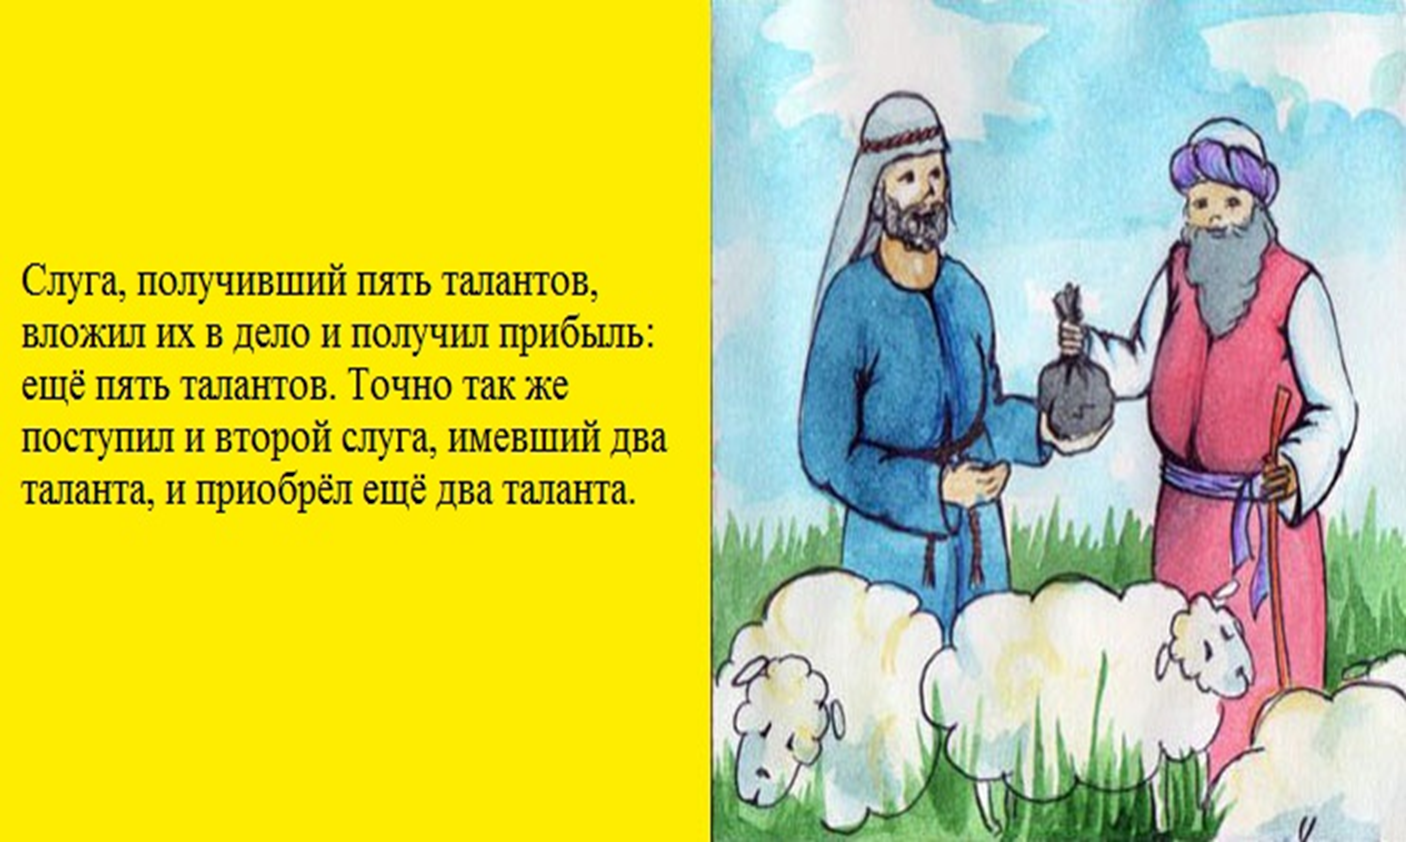 Слуга, получивший пять талантов,
вложил их в дело и получил прибыль:
ещё пять талантов. Точно так же
поступил и второй слуга, имевший два
таланта, и приобрёл ещё два таланта.